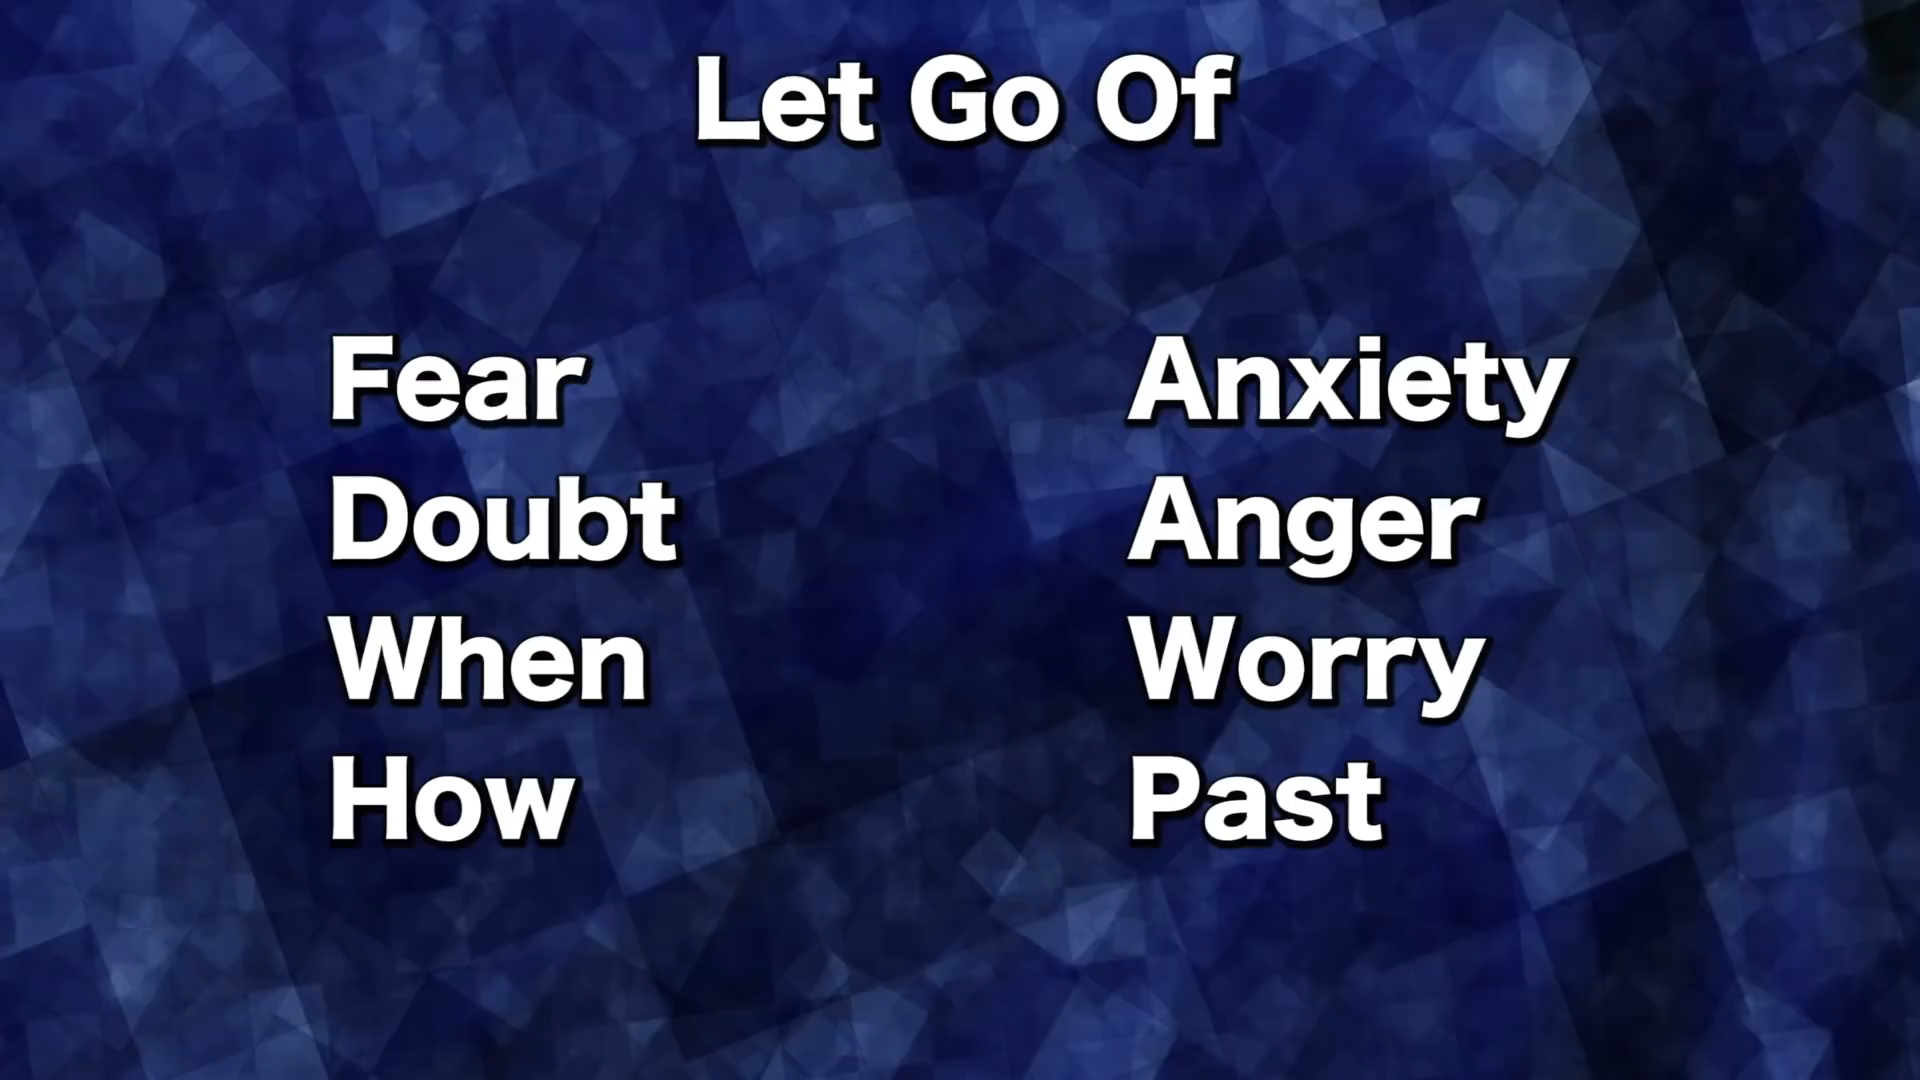 Let Go Of
Fear
Doubt
When
How
Anxiety
Anger
Worry
Past